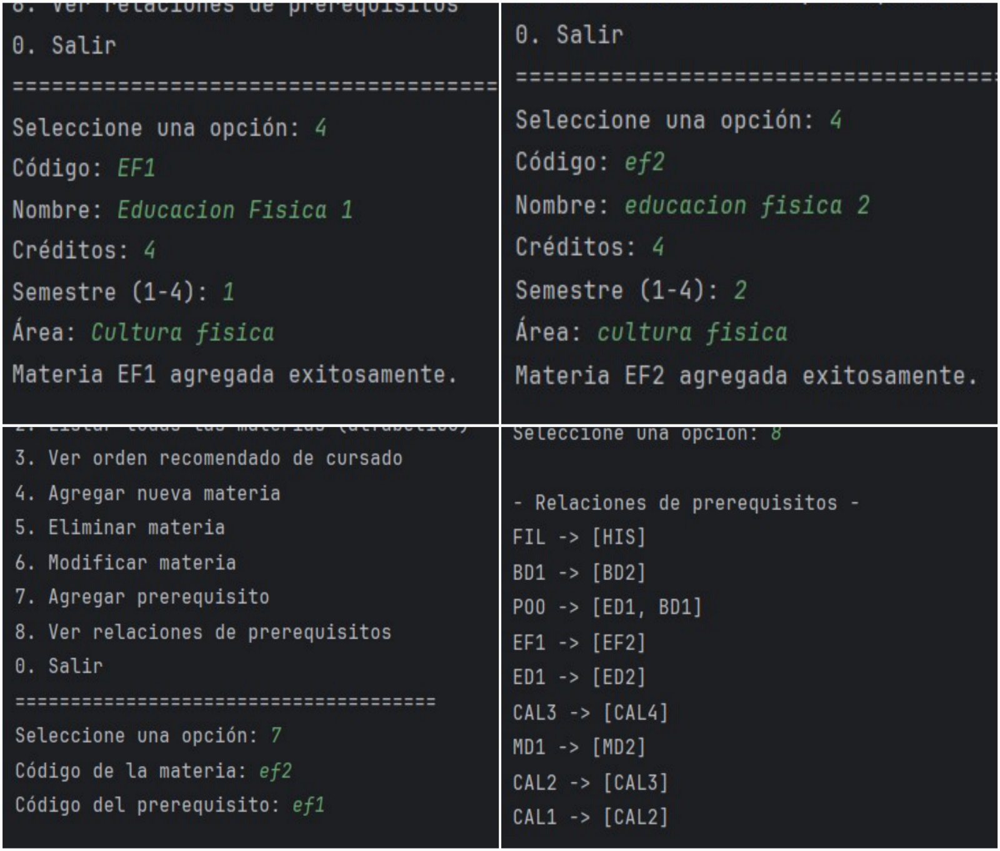 8. Ver relaciones de prerequisitos
0. Salir
=====================================
Seleccione una opción: 4
Código: EF1
Nombre: Educacion Fisica 1
Créditos: 4
Semestre (1-4): 1
Área: Cultura fisica
Materia EF1 agregada exitosamente.
0. Salir
===================================
Seleccione una opción: 4
Código: ef2
Nombre: educacion fisica 2
Créditos: 4
Semestre (1-4): 2
Área: cultura fisica
Materia EF2 agregada exitosamente.
2. Listar todas las materias (alfabético)
3. Ver orden recomendado de cursado
4. Agregar nueva materia
5. Eliminar materia
6. Modificar materia
7. Agregar prerequisito
8. Ver relaciones de prerequisitos
0. Salir
======================================
Seleccione una opción: 7
Código de la materia: ef2
Código del prerequisito: ef1
Seleccione una opción: 8
- Relaciones de prerequisitos -
FIL -> [HIS]
BD1 -> [BD2]
POO -> [ED1, BD1]
EF1 -> [EF2]
ED1 -> [ED2]
CAL3 -> [CAL4]
MD1 -> [MD2]
CAL2 -> [CAL3]
CAL1 -> [CAL2]